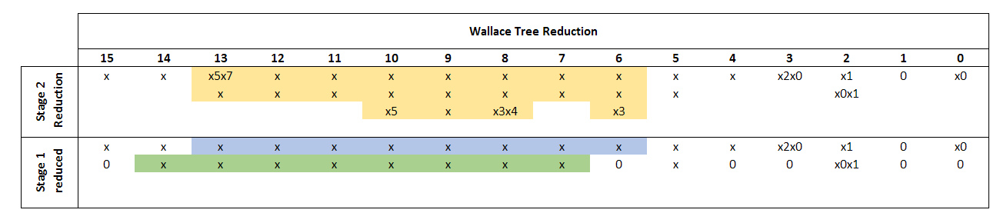 Wallace Tree Reduction
15 14 13 12 11 10 9 8 7 6 5 4 3 2 1 0
Stage 2 Reduction
x x x5x7 x x x x x x x x x x2x0 x1 0 x0
x x x x x x x x x x0x1
x5 x x3x4 x3
Stage 1 reduced
x x x x x x x x x x x x x2x0 x1 0 x0
0 x x x x x x x x 0 x 0 0 x0x1 0 0